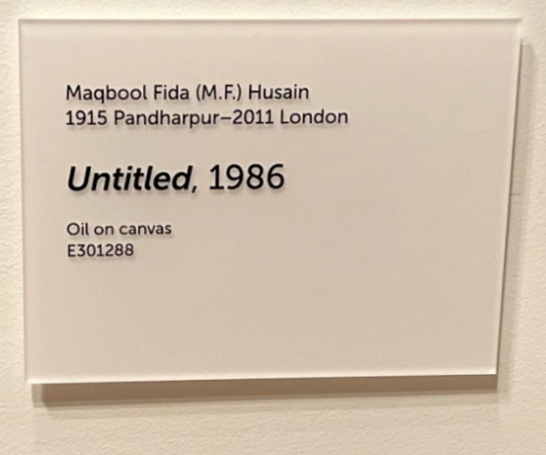 Maqbool Fida (M.F.) Husain
1915 Pandharpur–2011 London
Untitled, 1986
Oil on canvas
E301288